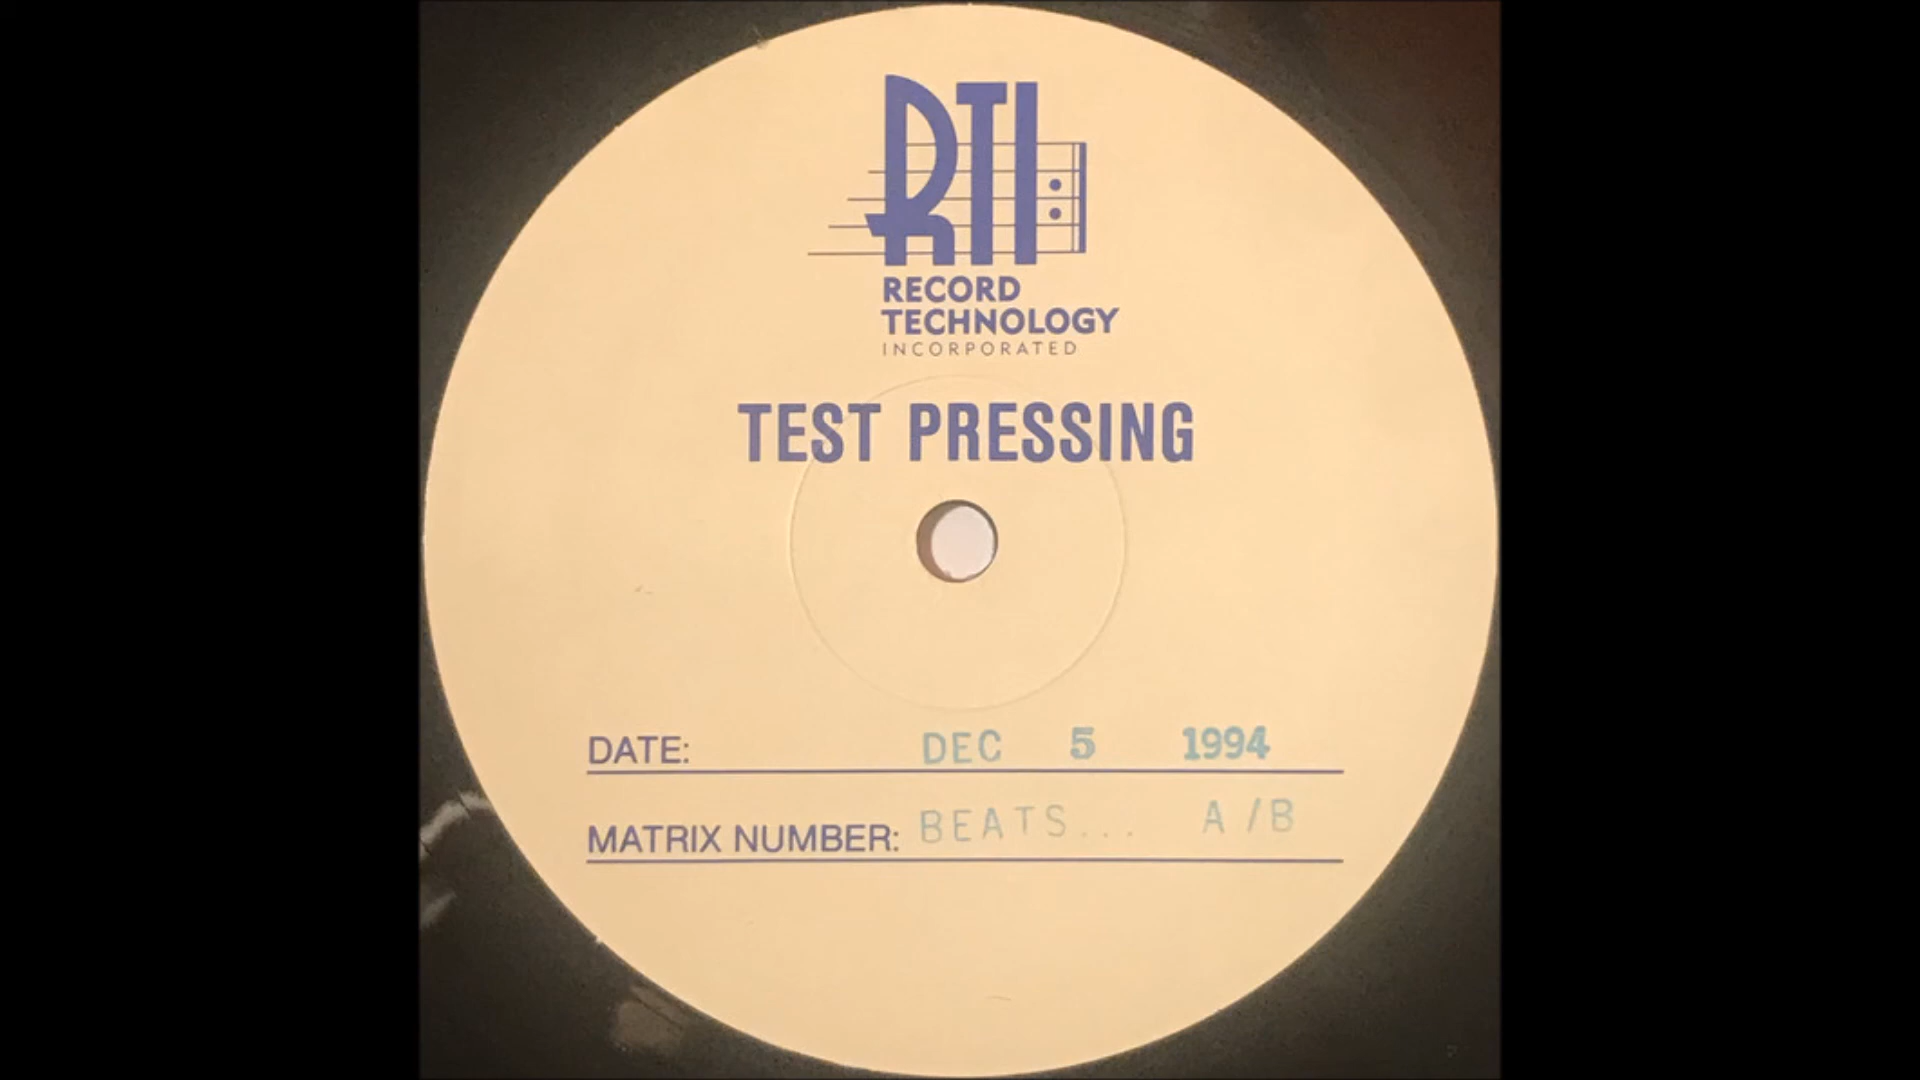 RTI
RECORD
TECHNOLOGY
INCORPORATED
TEST PRESSING
DATE: DEC 5 1994
MATRIX NUMBER: BEATS... A/B